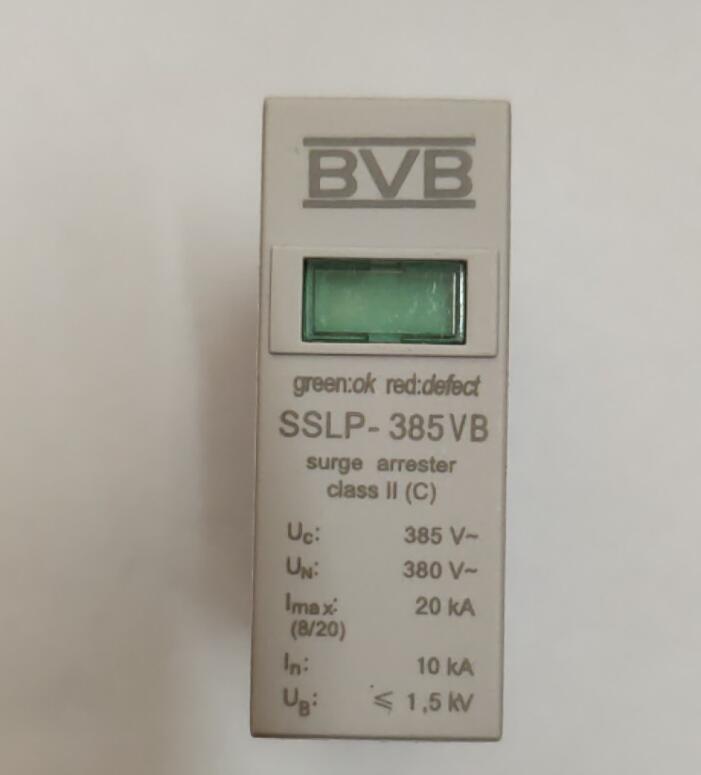 BVB
green:ok red:defect
SSLP-385VB
surge arrester
class II (C)
Uc: 385 V~
UN: 380 V~
Imax: 20 kA
(8/20)
In: 10 kA
UB: ≤ 1,5 kV